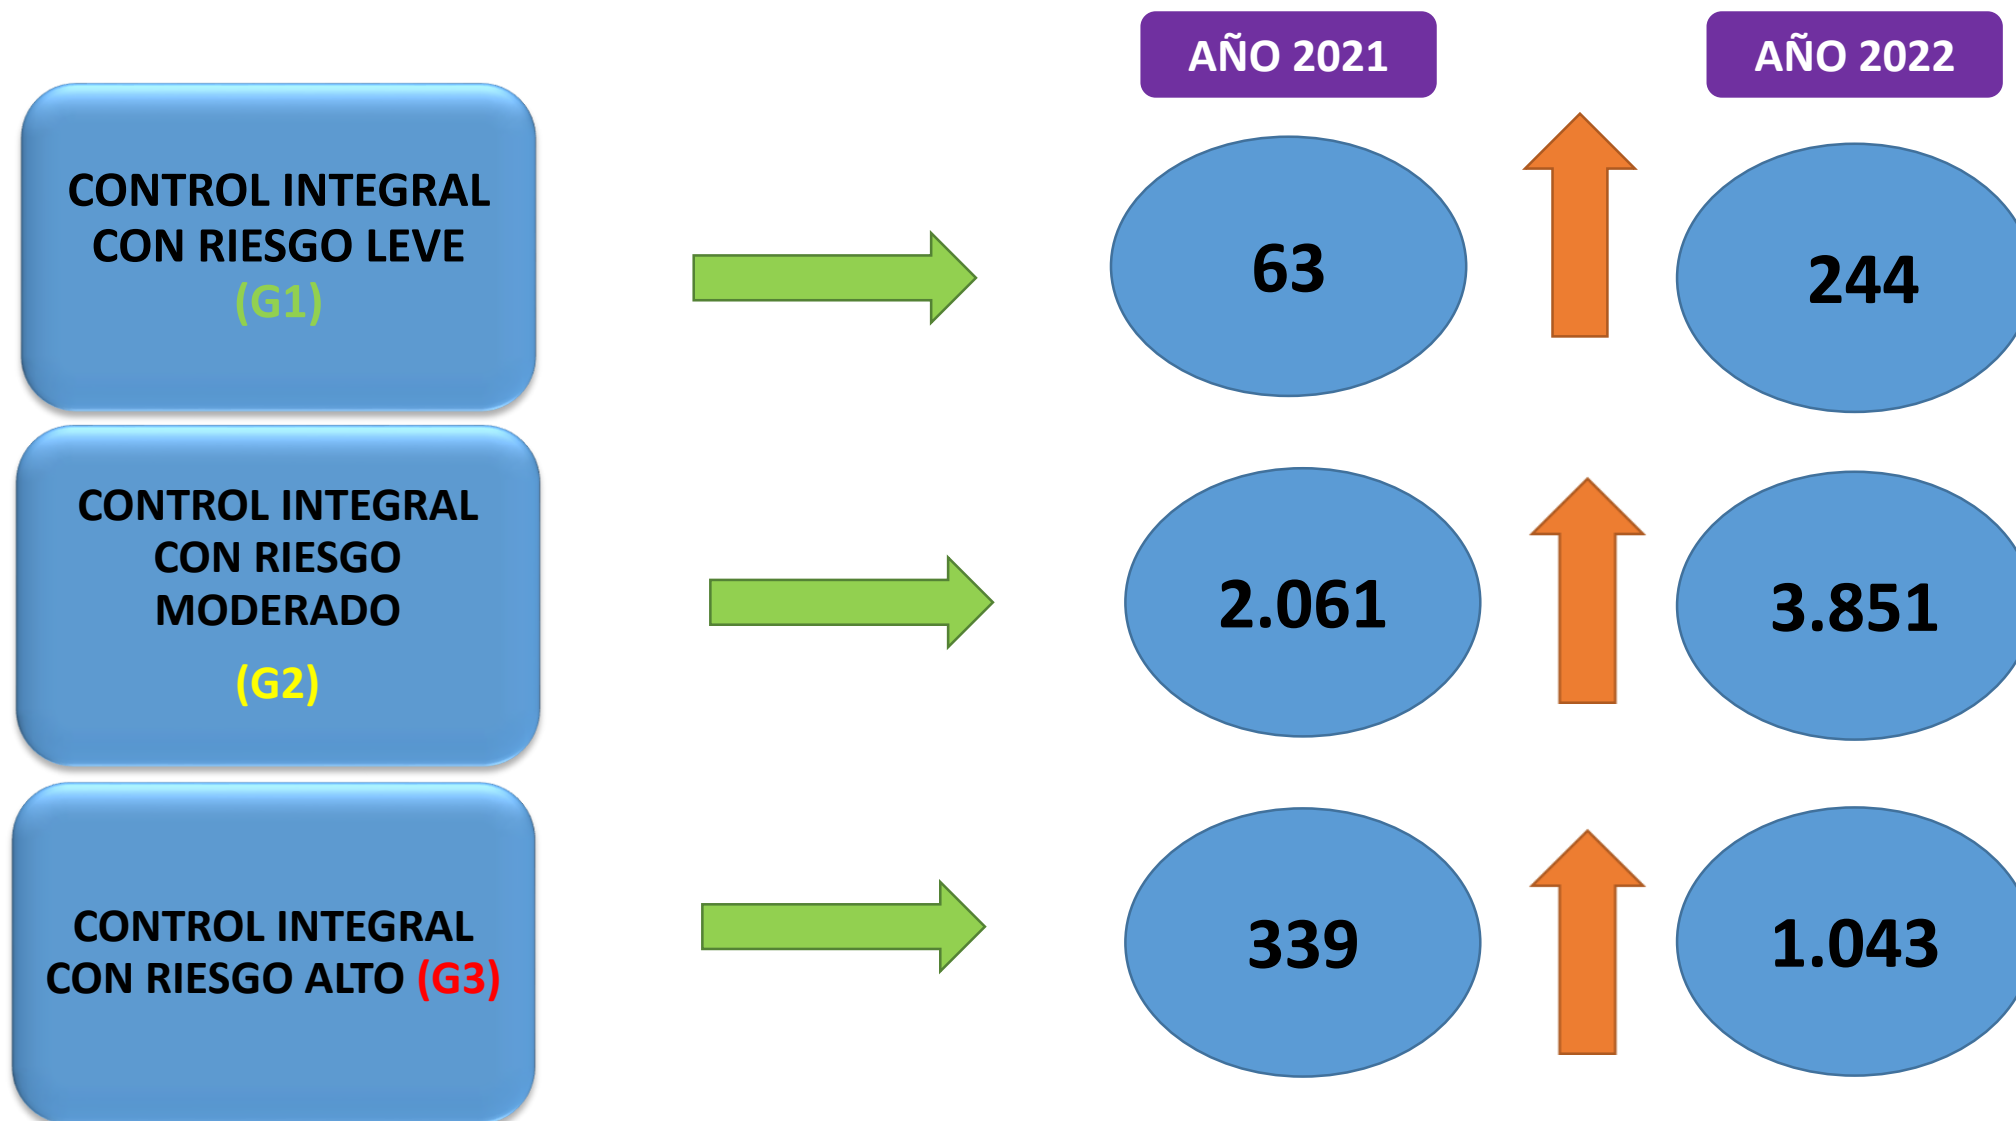 AÑO 2021
AÑO 2022
CONTROL INTEGRAL
CON RIESGO LEVE
(G1)
63
244
CONTROL INTEGRAL
CON RIESGO
MODERADO
(G2)
2.061
3.851
CONTROL INTEGRAL
CON RIESGO ALTO (G3)
339
1.043